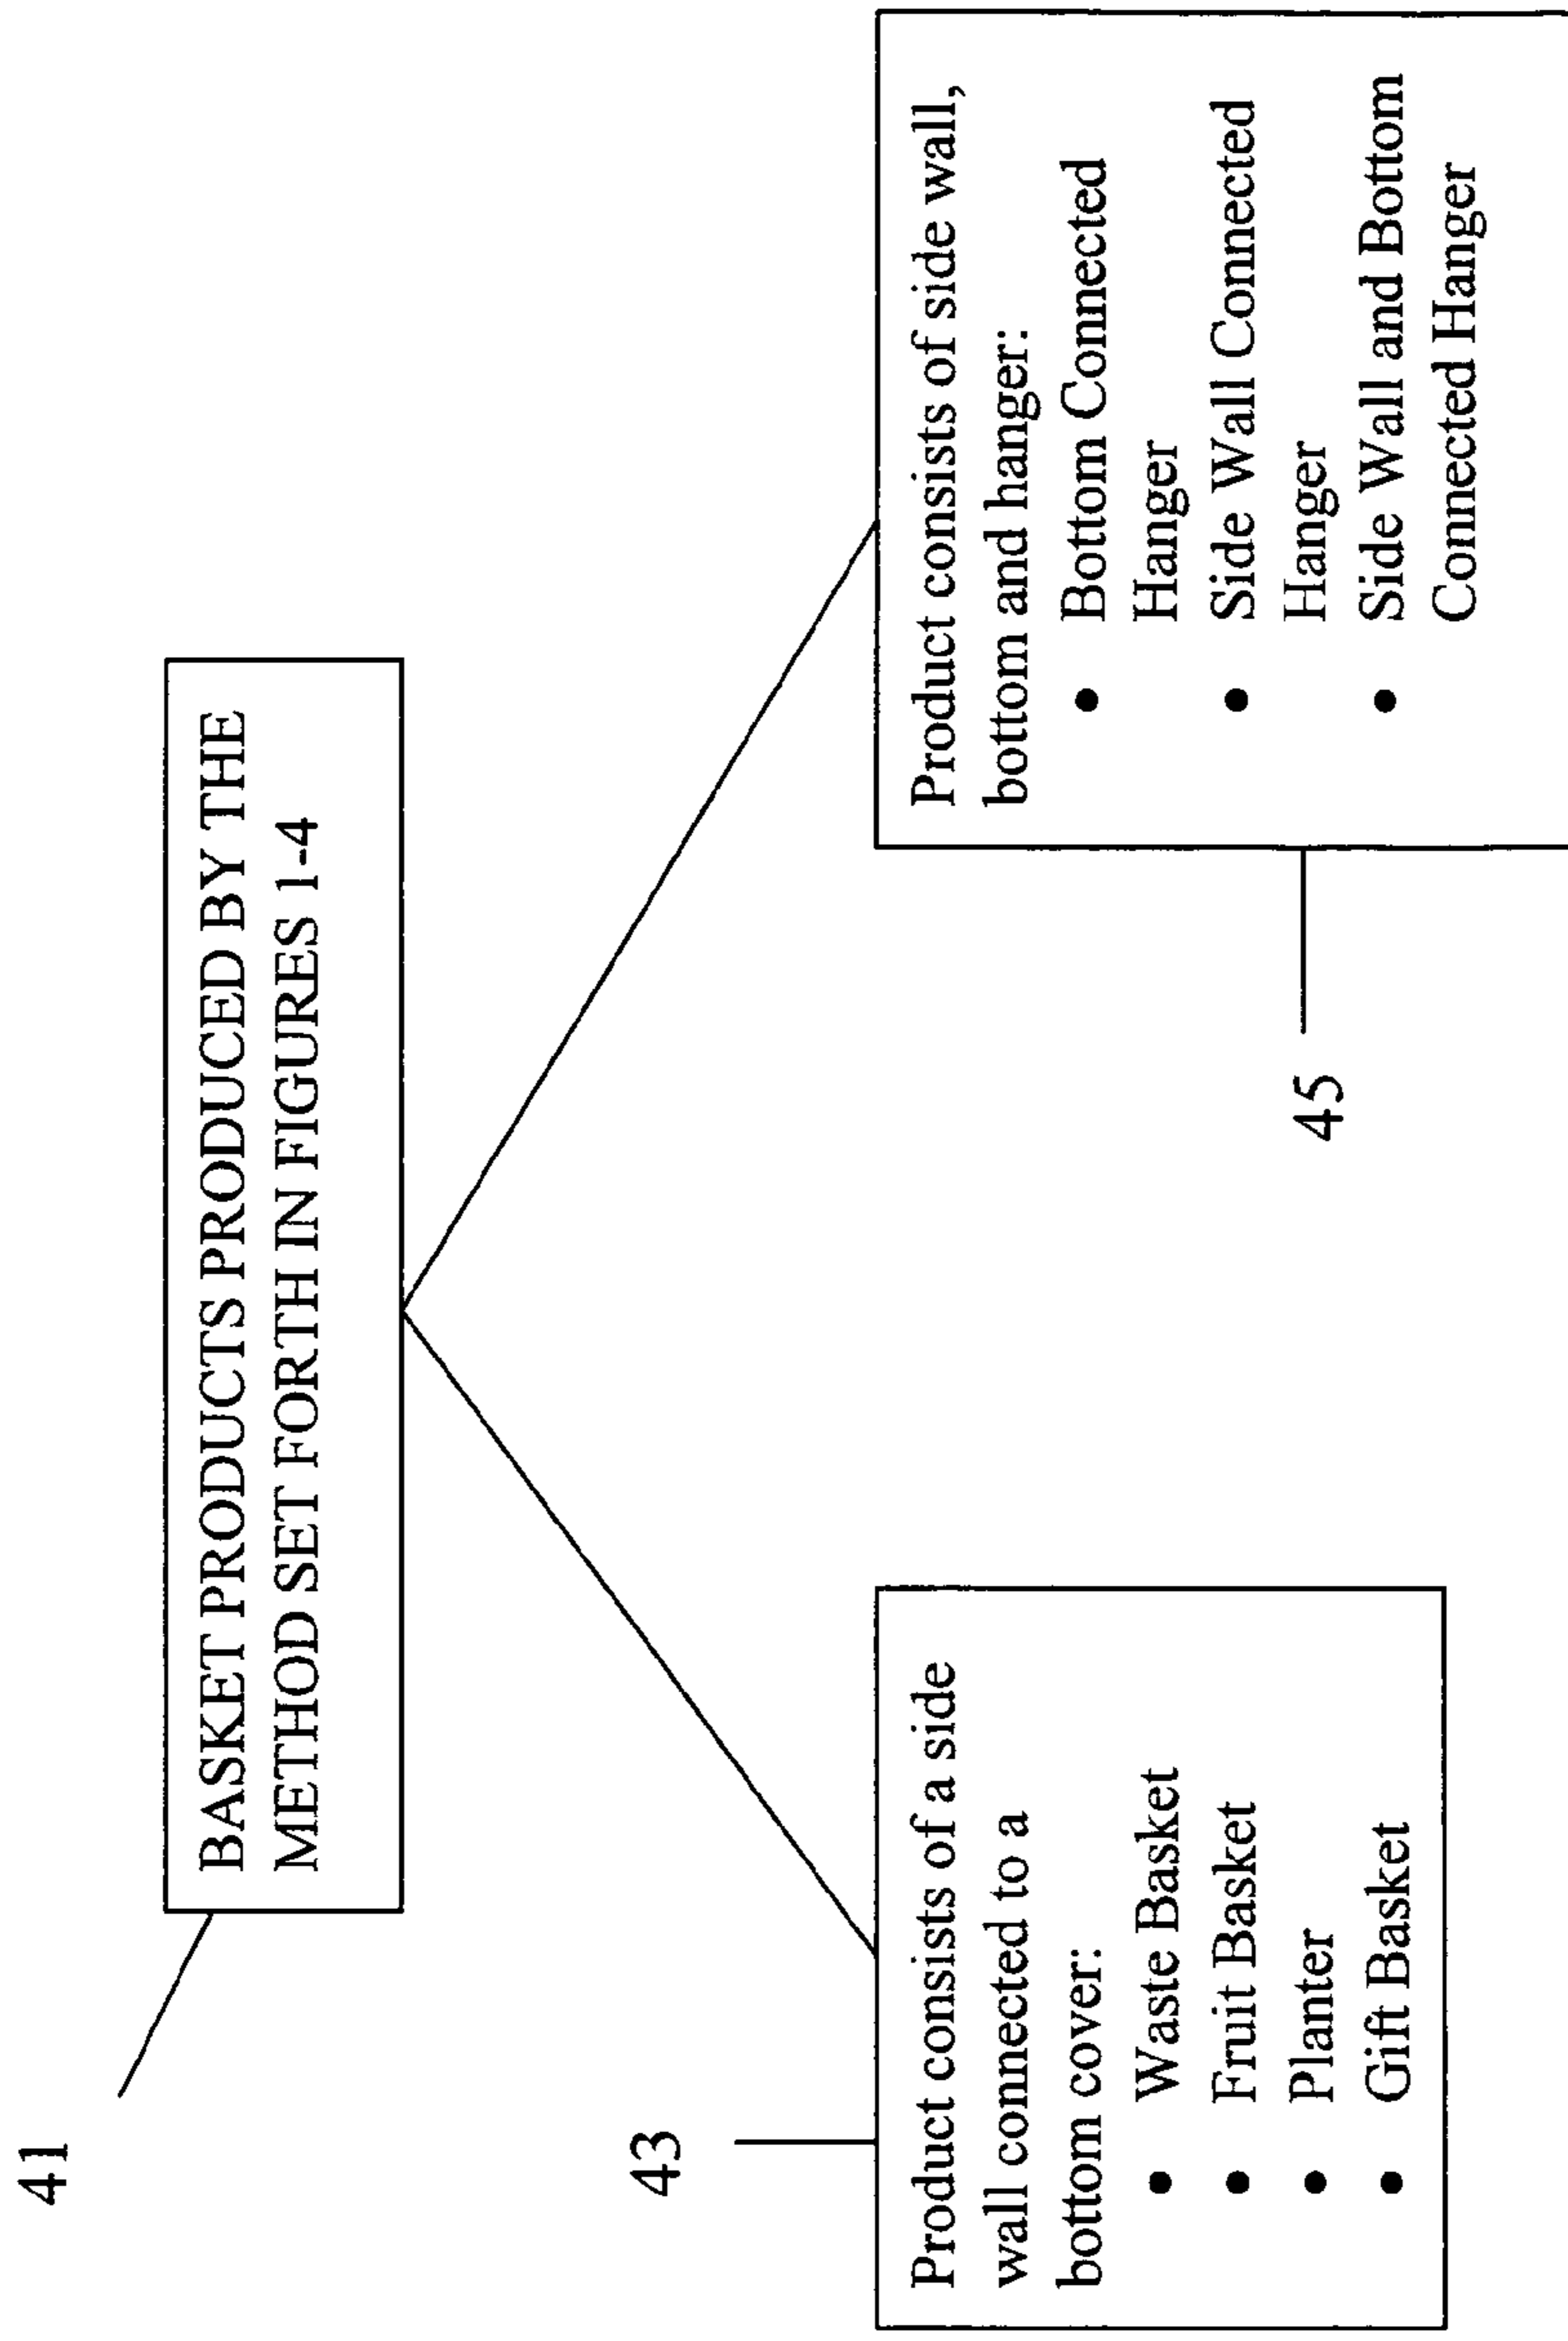 41
BASKET PRODUCTS PRODUCED BY THE
METHOD SET FORTH IN FIGURES 1-4
43
Product consists of a side
wall connected to a
bottom cover:
• Waste Basket
• Fruit Basket
• Planter
• Gift Basket
45
Product consists of side wall,
bottom and hanger:
• Bottom Connected
Hanger
• Side Wall Connected
Hanger
• Side Wall and Bottom
Connected Hanger